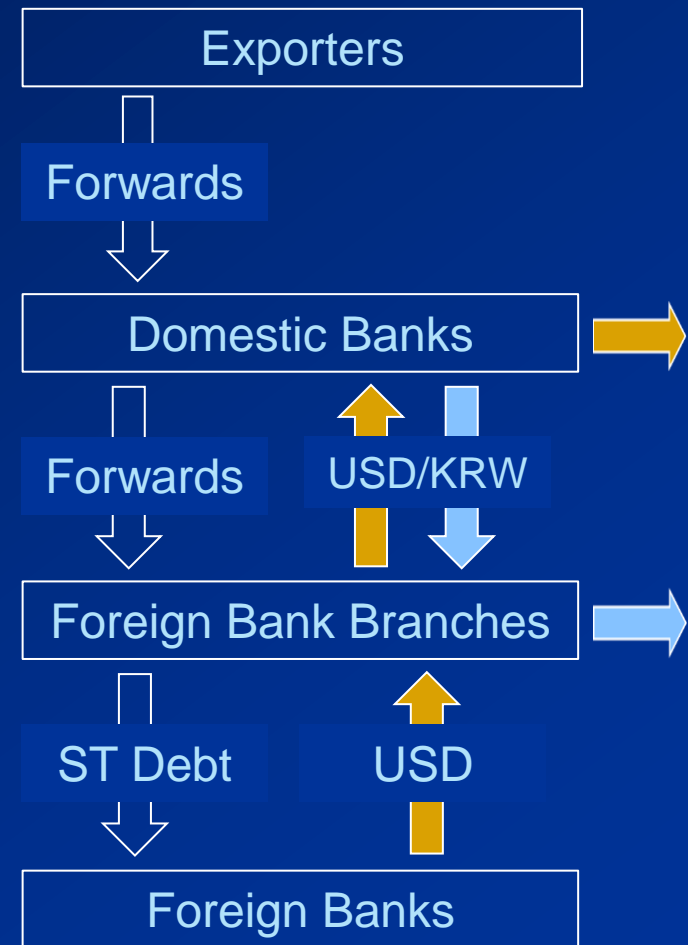 Exporters
Forwards
Domestic Banks
Forwards
USD/KRW
Foreign Bank Branches
ST Debt
USD
Foreign Banks